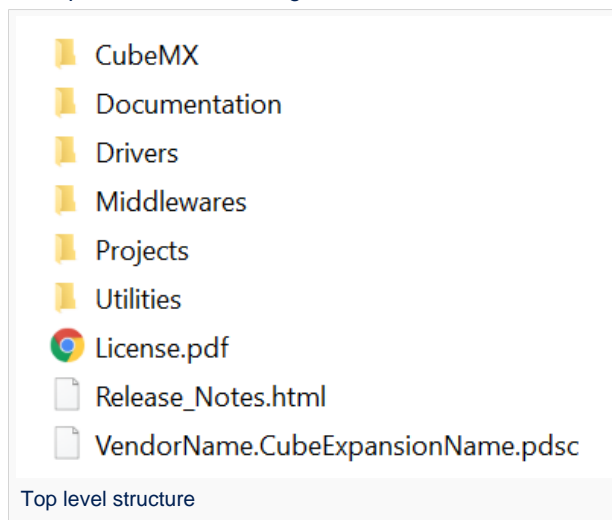 CubeMX
Documentation
Drivers
Middlewares
Projects
Utilities
License.pdf
Release_Notes.html
VendorName.CubeExpansionName.pdsc
Top level structure